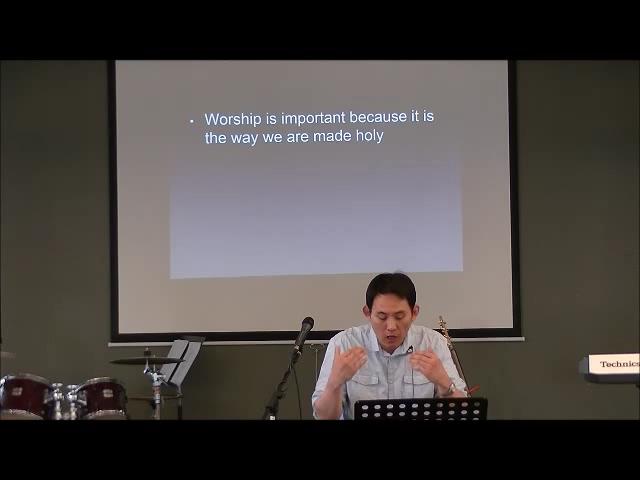 • Worship is important because it is
the way we are made holy
Technics